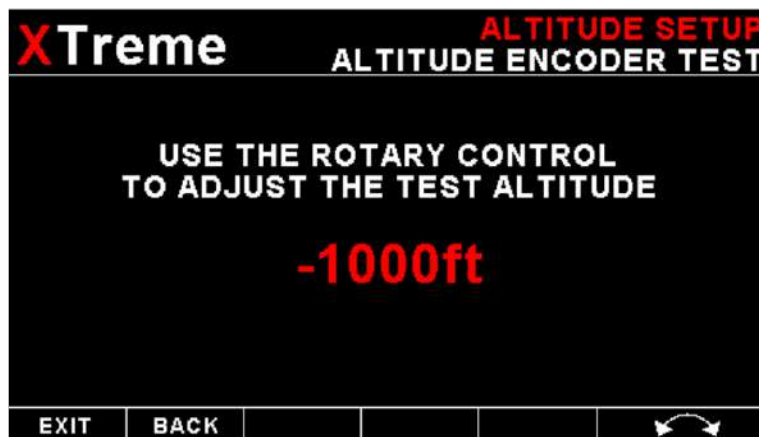 XTreme
ALTITUDE SETUP
ALTITUDE ENCODER TEST
USE THE ROTARY CONTROL
TO ADJUST THE TEST ALTITUDE
-1000ft
EXIT BACK